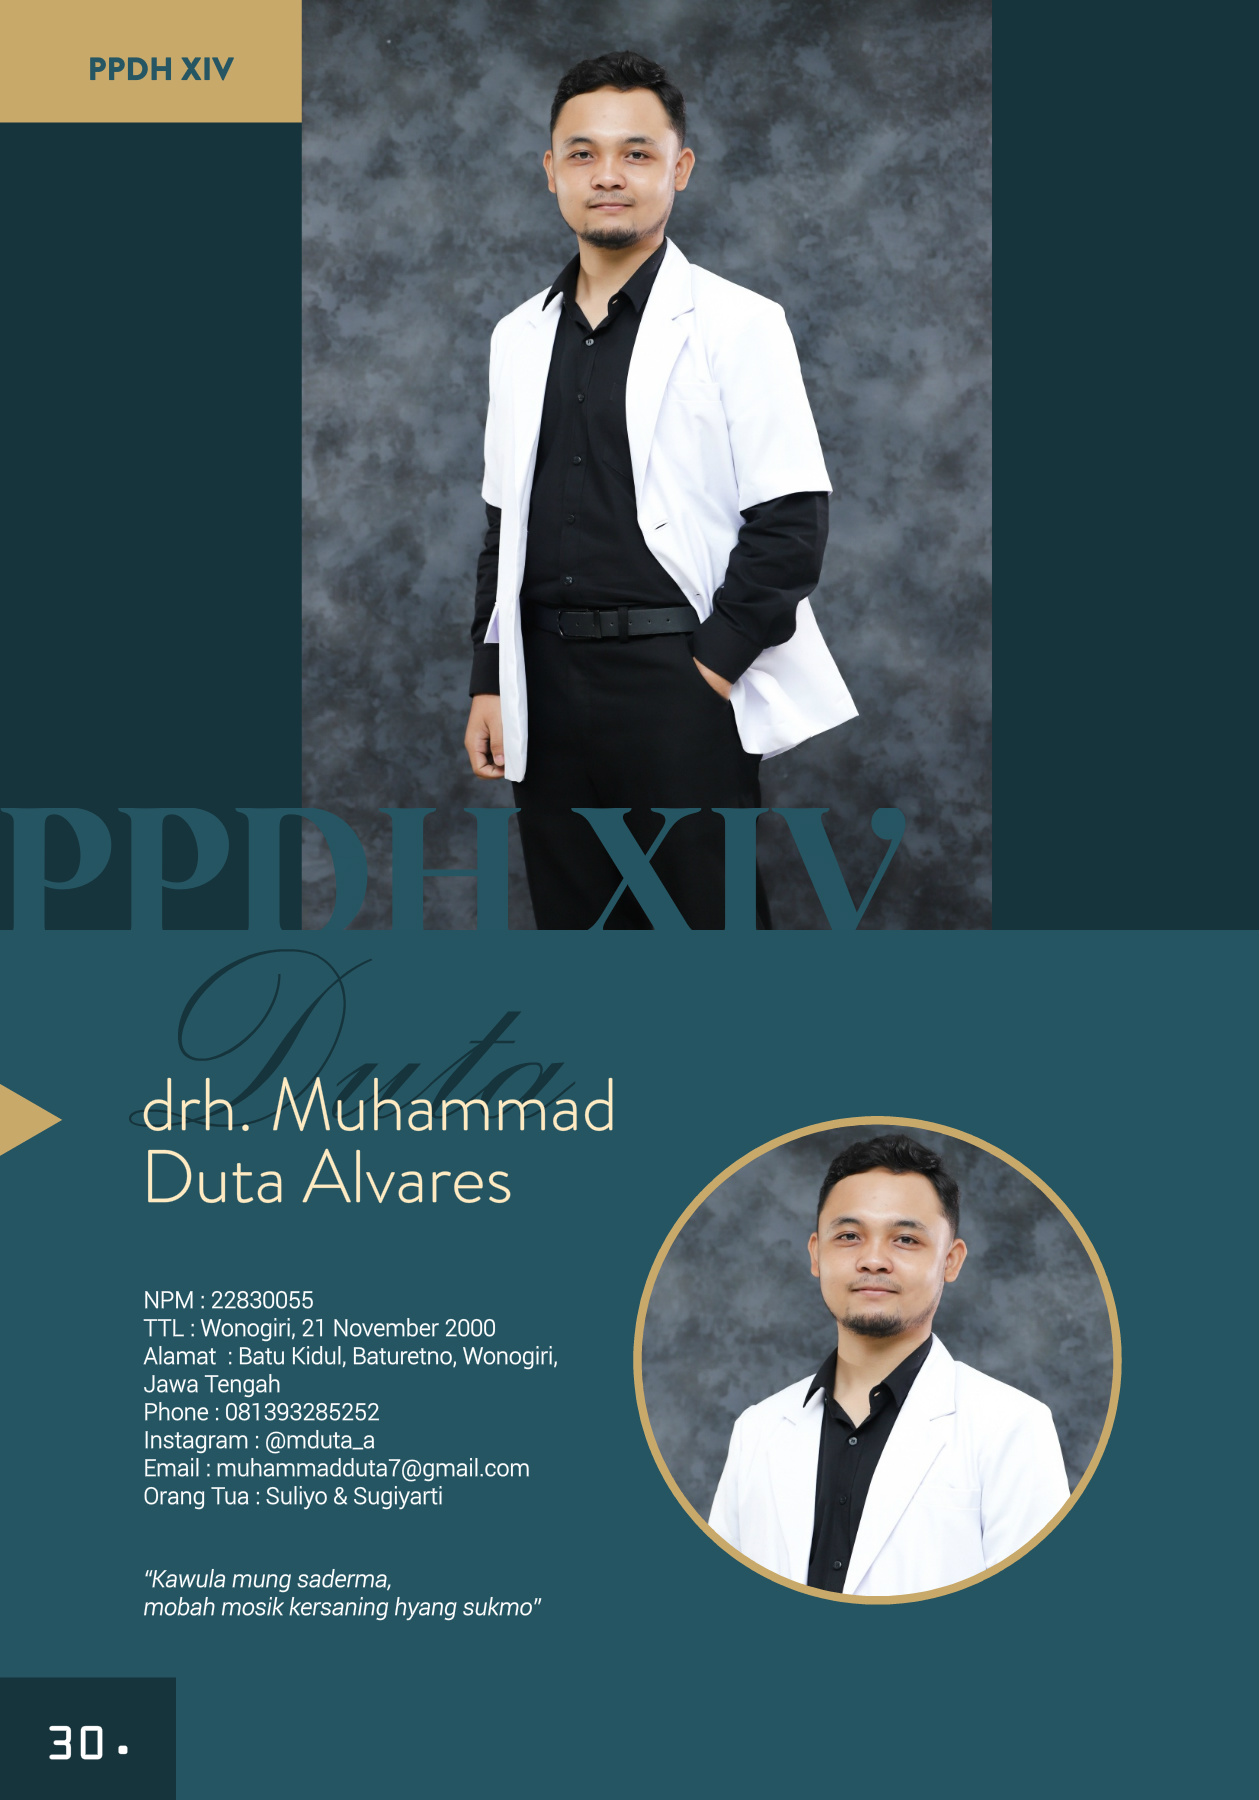 PPDH XIV
PPDH XIV
Duta
drh. Muhammad
Duta Alvares
NPM : 22830055
TTL : Wonogiri, 21 November 2000
Alamat  : Batu Kidul, Baturetno, Wonogiri,
Jawa Tengah
Phone : 081393285252
Instagram : @mduta_a
Email : muhammadduta7@gmail.com
Orang Tua : Suliyo & Sugiyarti
“Kawula mung saderma,
mobah mosik kersaning hyang sukmo”
30.